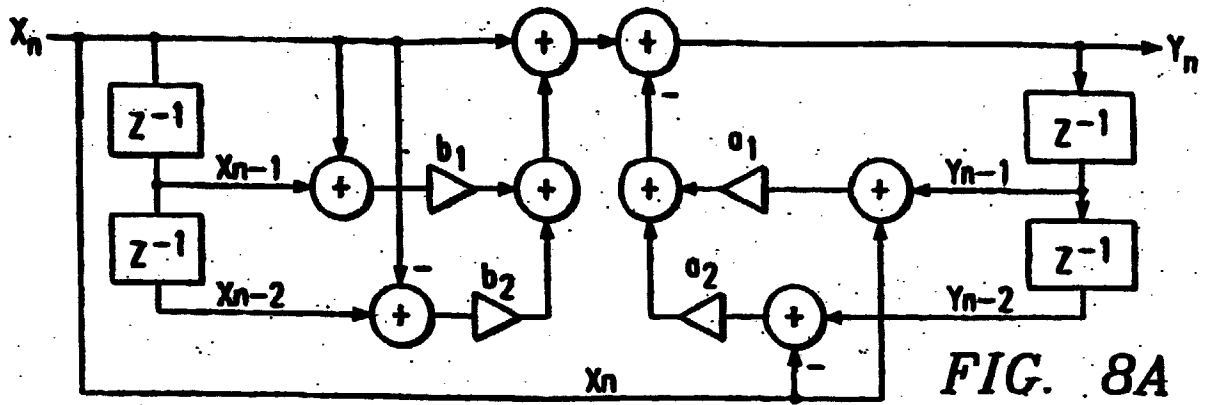 Xn
+
+
Yn
-
z-1
z-1
b1
a1
Xn-1
+
+
+
+
Yn-1
z-1
z-1
-
b2
a2
Xn-2
+
+
Yn-2
-
Xn
FIG. 8A